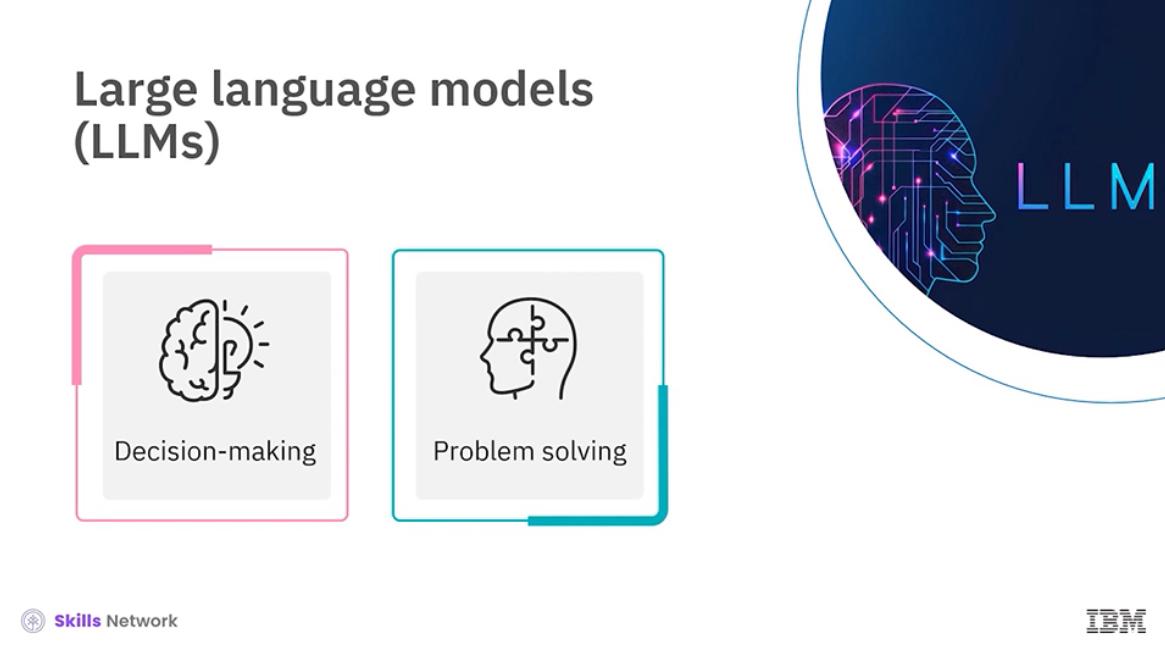 Large language models
(LLMs)
LLM
Decision-making
Problem solving
Skills Network
IBM